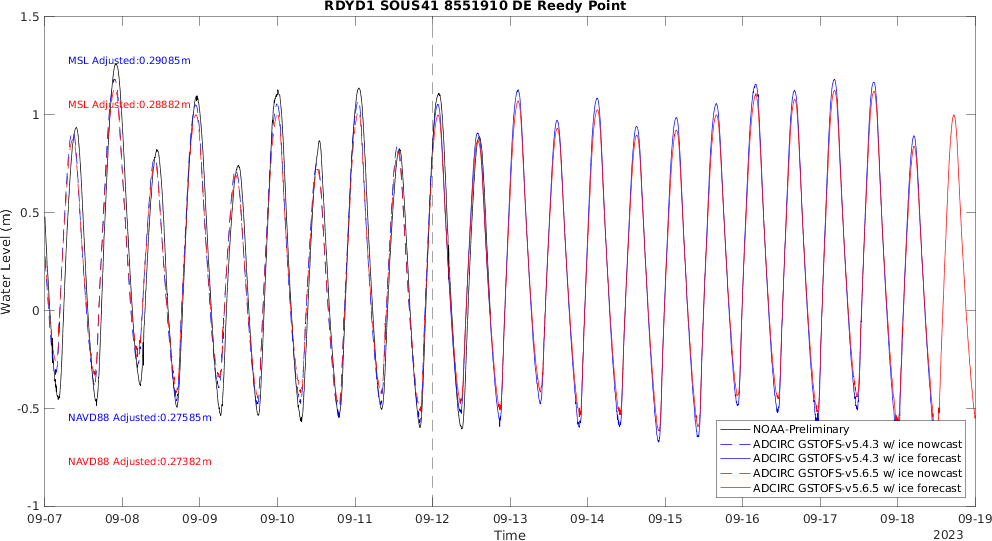 RDYD1 SOUS41 8551910 DE Reedy Point
1.5
1
0.5
0
-0.5
-1
Water Level (m)
MSL Adjusted:0.29085m
MSL Adjusted:0.28882m
NAVD88 Adjusted:0.27585m
NAVD88 Adjusted:0.27382m
NOAA-Preliminary
ADCIRC GSTOFS-v5.4.3 w/ ice nowcast
ADCIRC GSTOFS-v5.4.3 w/ ice forecast
ADCIRC GSTOFS-v5.6.5 w/ ice nowcast
ADCIRC GSTOFS-v5.6.5 w/ ice forecast
09-07 09-08 09-09 09-10 09-11 09-12 09-13 09-14 09-15 09-16 09-17 09-18 09-19
Time
2023